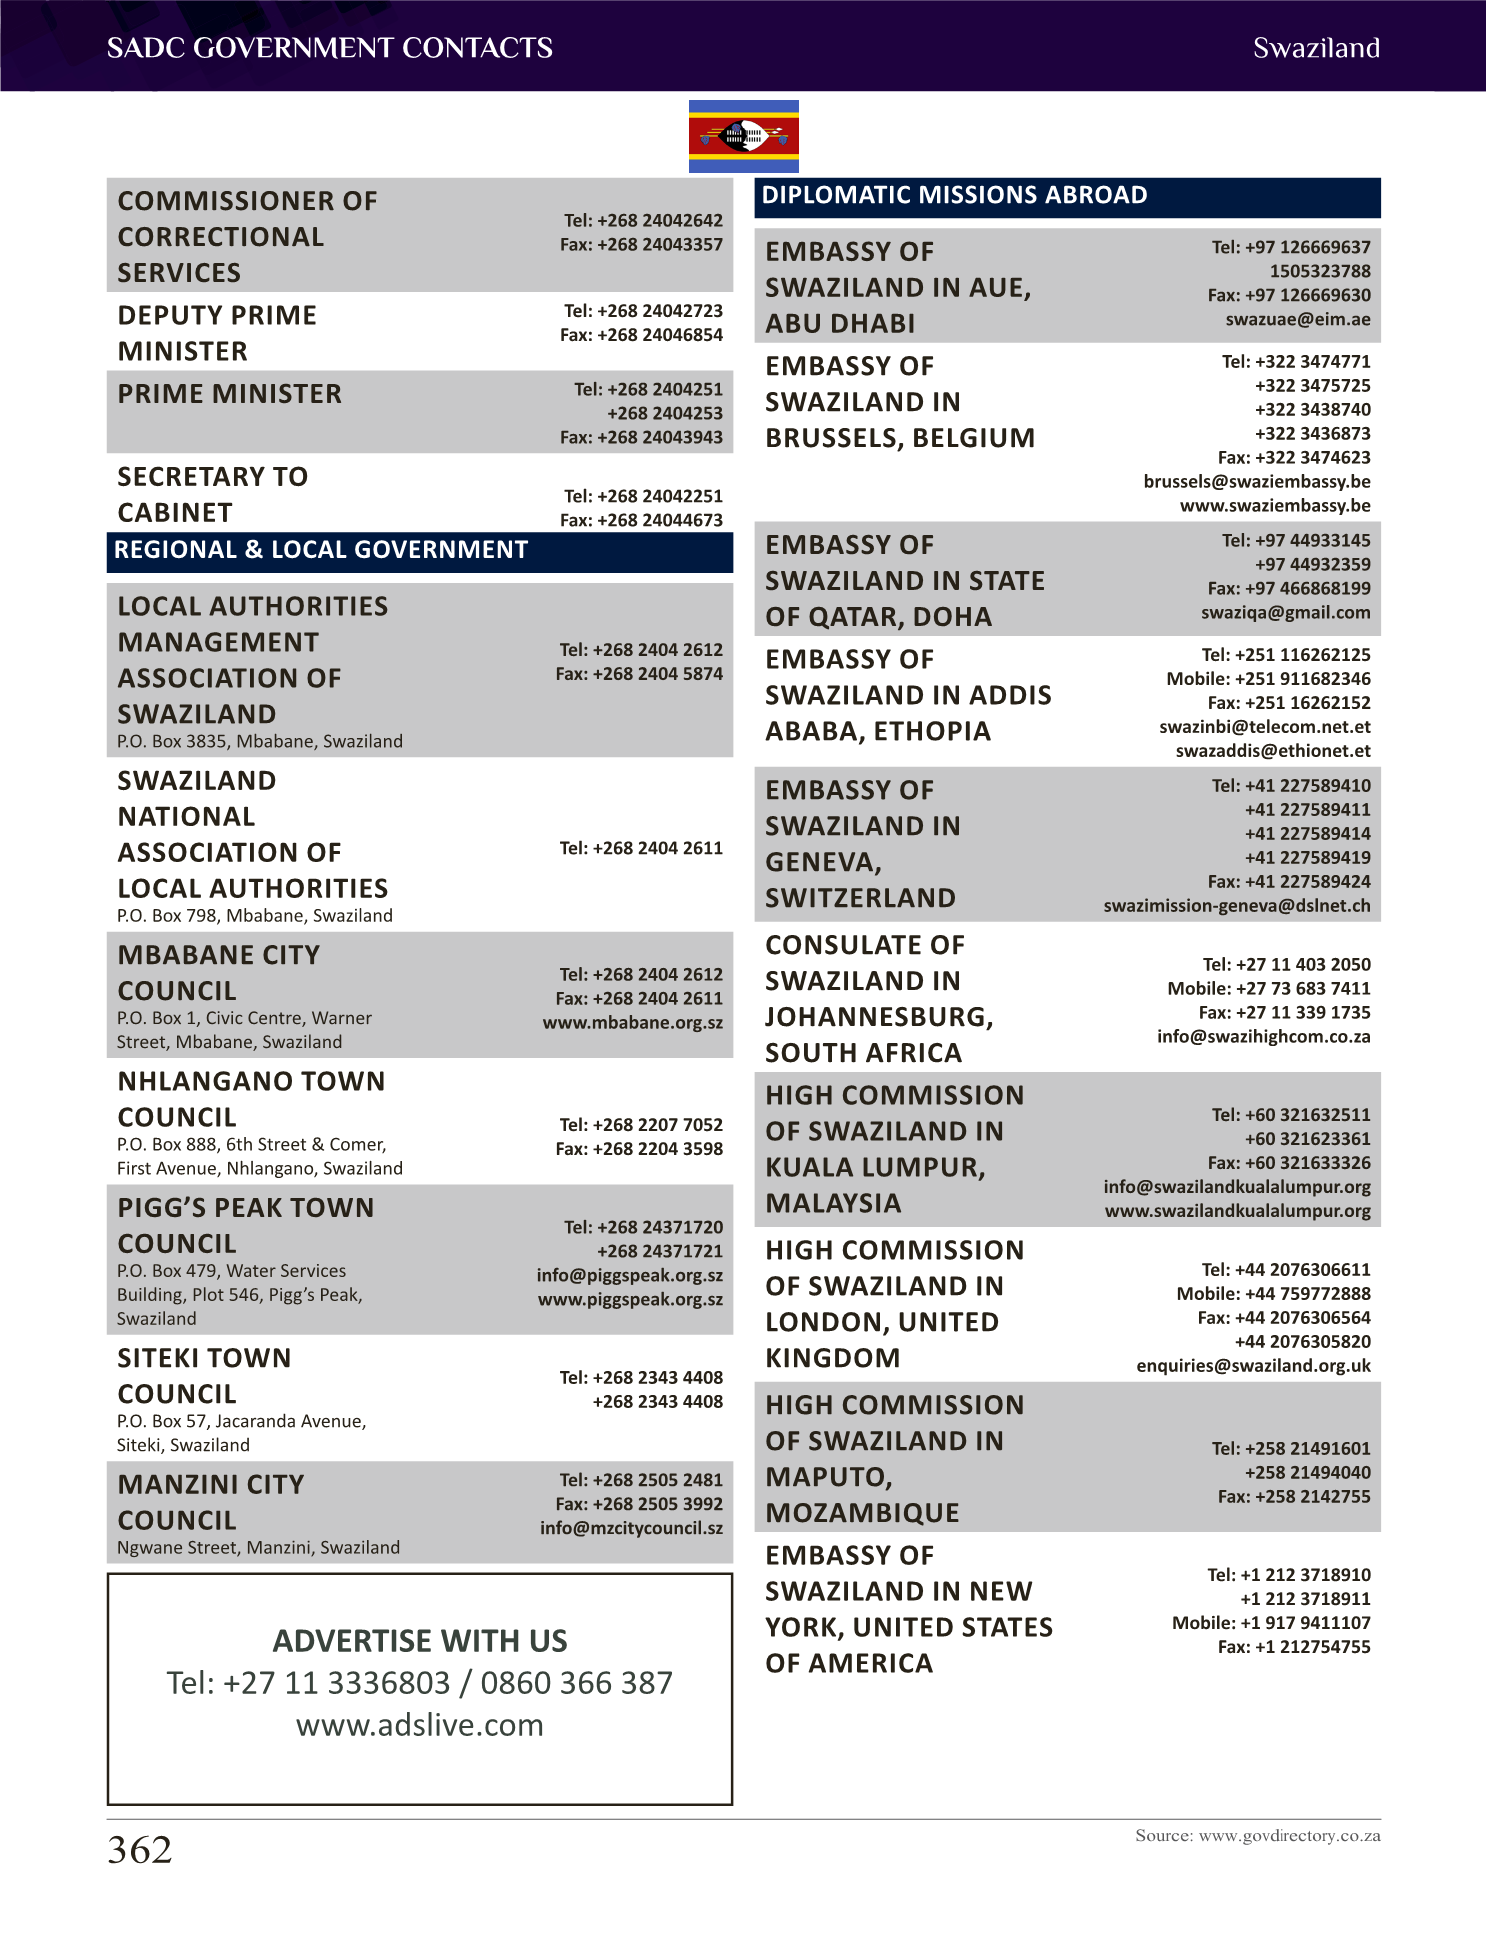 SADC GOVERNMENT CONTACTS
Swaziland
COMMISSIONER OF
CORRECTIONAL
SERVICES
Tel: +268 24042642
Fax: +268 24043357
DEPUTY PRIME
MINISTER
Tel: +268 24042723
Fax: +268 24046854
PRIME MINISTER
Tel: +268 2404251
+268 2404253
Fax: +268 24043943
SECRETARY TO
CABINET
Tel: +268 24042251
Fax: +268 24044673
REGIONAL & LOCAL GOVERNMENT
LOCAL AUTHORITIES
MANAGEMENT
ASSOCIATION OF
SWAZILAND
P.O. Box 3835, Mbabane, Swaziland
Tel: +268 2404 2612
Fax: +268 2404 5874
SWAZILAND
NATIONAL
ASSOCIATION OF
LOCAL AUTHORITIES
P.O. Box 798, Mbabane, Swaziland
Tel: +268 2404 2611
MBABANE CITY
COUNCIL
P.O. Box 1, Civic Centre, Warner
Street, Mbabane, Swaziland
Tel: +268 2404 2612
Fax: +268 2404 2611
www.mbabane.org.sz
NHLANGANO TOWN
COUNCIL
P.O. Box 888, 6th Street & Comer,
First Avenue, Nhlangano, Swaziland
Tel: +268 2207 7052
Fax: +268 2204 3598
PIGG’S PEAK TOWN
COUNCIL
P.O. Box 479, Water Services
Building, Plot 546, Pigg’s Peak,
Swaziland
Tel: +268 24371720
+268 24371721
info@piggspeak.org.sz
www.piggspeak.org.sz
SITEKI TOWN
COUNCIL
P.O. Box 57, Jacaranda Avenue,
Siteki, Swaziland
Tel: +268 2343 4408
+268 2343 4408
MANZINI CITY
COUNCIL
Ngwane Street, Manzini, Swaziland
Tel: +268 2505 2481
Fax: +268 2505 3992
info@mzcitycouncil.sz
ADVERTISE WITH US
Tel: +27 11 3336803 / 0860 366 387
www.adslive.com
DIPLOMATIC MISSIONS ABROAD
EMBASSY OF
SWAZILAND IN AUE,
ABU DHABI
Tel: +97 126669637
1505323788
Fax: +97 126669630
swazuae@eim.ae
EMBASSY OF
SWAZILAND IN
BRUSSELS, BELGIUM
Tel: +322 3474771
+322 3475725
+322 3438740
+322 3436873
Fax: +322 3474623
brussels@swaziembassy.be
www.swaziembassy.be
EMBASSY OF
SWAZILAND IN STATE
OF QATAR, DOHA
Tel: +97 44933145
+97 44932359
Fax: +97 466868199
swaziqa@gmail.com
EMBASSY OF
SWAZILAND IN ADDIS
ABABA, ETHOPIA
Tel: +251 116262125
Mobile: +251 911682346
Fax: +251 16262152
swazinbi@telecom.net.et
swazaddis@ethionet.et
EMBASSY OF
SWAZILAND IN
GENEVA,
SWITZERLAND
Tel: +41 227589410
+41 227589411
+41 227589414
+41 227589419
Fax: +41 227589424
swazimission-geneva@dslnet.ch
CONSULATE OF
SWAZILAND IN
JOHANNESBURG,
SOUTH AFRICA
Tel: +27 11 403 2050
Mobile: +27 73 683 7411
Fax: +27 11 339 1735
info@swazihighcom.co.za
HIGH COMMISSION
OF SWAZILAND IN
KUALA LUMPUR,
MALAYSIA
Tel: +60 321632511
+60 321623361
Fax: +60 321633326
info@swazilandkualalumpur.org
www.swazilandkualalumpur.org
HIGH COMMISSION
OF SWAZILAND IN
LONDON, UNITED
KINGDOM
Tel: +44 2076306611
Mobile: +44 759772888
Fax: +44 2076306564
+44 2076305820
enquiries@swaziland.org.uk
HIGH COMMISSION
OF SWAZILAND IN
MAPUTO,
MOZAMBIQUE
Tel: +258 21491601
+258 21494040
Fax: +258 2142755
EMBASSY OF
SWAZILAND IN NEW
YORK, UNITED STATES
OF AMERICA
Tel: +1 212 3718910
+1 212 3718911
Mobile: +1 917 9411107
Fax: +1 212754755
362
Source: www.govdirectory.co.za